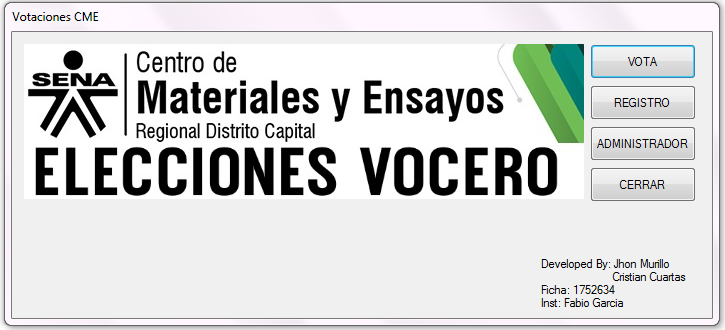 Votaciones CME
SENA
Centro de
Materiales y Ensayos
Regional Distrito Capital
ELECCIONES VOCERO
VOTA
REGISTRO
ADMINISTRADOR
CERRAR
Developed By: Jhon Murillo
Cristian Cuartas
Ficha: 1752634
Inst: Fabio Garcia